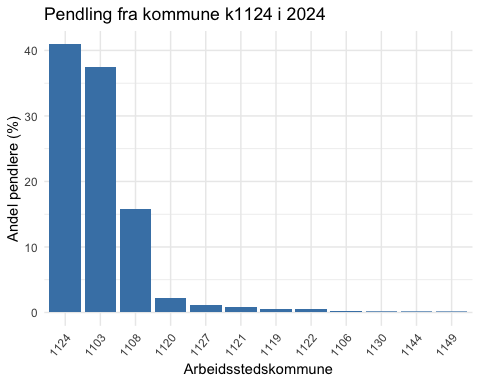 Pendling fra kommune k1124 i 2024
Andel pendlere (%)
40
30
20
10
0
1124 1103 1108 1120 1127 1121 1119 1122 1106 1130 1144 1149
Arbeidsstedskommune